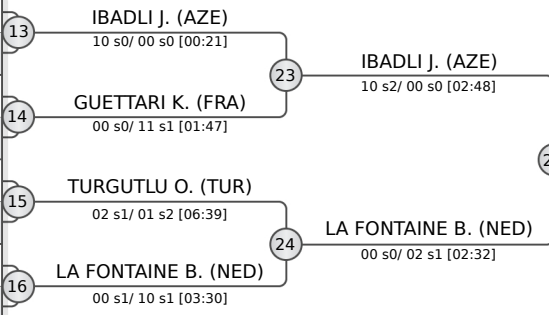 IBADLI J. (AZE)
13
10 s0/ 00 s0 [00:21]
23
IBADLI J. (AZE)
10 s2/ 00 s0 [02:48]
GUETTARI K. (FRA)
14
00 s0/ 11 s1 [01:47]
TURGUTLU O. (TUR)
15
02 s1/ 01 s2 [06:39]
24
LA FONTAINE B. (NED)
00 s0/ 02 s1 [02:32]
LA FONTAINE B. (NED)
16
00 s1/ 10 s1 [03:30]